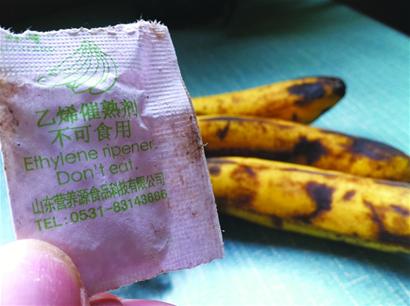 乙烯催熟剂
不可食用
Ethylene ripener.
Don't eat.
山东营养源食品科技有限公司
TEL: 0531-83143686